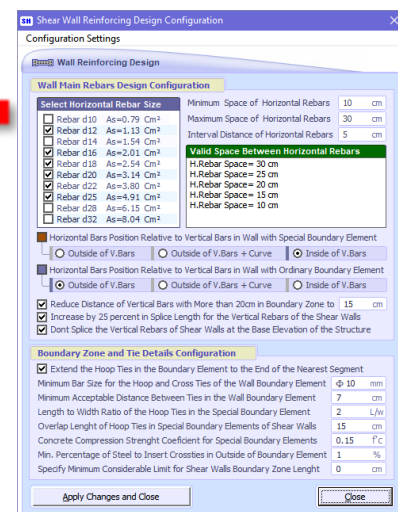 SH Shear Wall Reinforcing Design Configuration
Configuration Settings
Wall Reinforcing Design
Wall Main Rebars Design Configuration
Select Horizontal Rebar Size
Rebar d10 As=0.79 Cm²
Rebar d12 As=1.13 Cm²
Rebar d14 As=1.54 Cm²
Rebar d16 As=2.01 Cm²
Rebar d18 As=2.54 Cm²
Rebar d20 As=3.14 Cm²
Rebar d22 As=3.80 Cm²
Rebar d25 As=4.91 Cm²
Rebar d28 As=6.15 Cm²
Rebar d32 As=8.04 Cm²
Minimum Space of Horizontal Rebars 10 cm
Maximum Space of Horizontal Rebars 30 cm
Interval Distance of Horizontal Rebars 5 cm
Valid Space Between Horizontal Rebars
H.Rebar Space= 30 cm
H.Rebar Space= 25 cm
H.Rebar Space= 20 cm
H.Rebar Space= 15 cm
H.Rebar Space= 10 cm
Horizontal Bars Position Relative to Vertical Bars in Wall with Special Boundary Element
Outside of V.Bars Outside of V.Bars + Curve Inside of V.Bars
Horizontal Bars Position Relative to Vertical Bars in Wall with Ordinary Boundary Element
Outside of V.Bars Outside of V.Bars + Curve Inside of V.Bars
Reduce Distance of Vertical Bars with More than 20cm in Boundary Zone to 15 cm
Increase by 25 percent in Splice Length for the Vertical Rebars of the Shear Walls
Dont Splice the Vertical Rebars of Shear Walls at the Base Elevation of the Structure
Boundary Zone and Tie Details Configuration
Extend the Hoop Ties in the Boundary Element to the End of the Nearest Segment
Minimum Bar Size for the Hoop and Cross Ties of the Wall Boundary Element Φ 10 mm
Minimum Acceptable Distance Between Ties in the Wall Boundary Element 7 cm
Length to Width Ratio of the Hoop Ties in the Special Boundary Element 2 L/w
Overlap Lenght of Hoop Ties in Special Boundary Elements of Shear Walls 15 cm
Concrete Compression Strenght Coeficient for Special Boundary Elements 0.15 f'c
Min. Percentage of Steel to Insert Crossties in Outside of Boundary Element 1 %
Specify Minimum Considerable Limit for Shear Walls Boundary Zone Lenght 0 cm
Apply Changes and Close Close